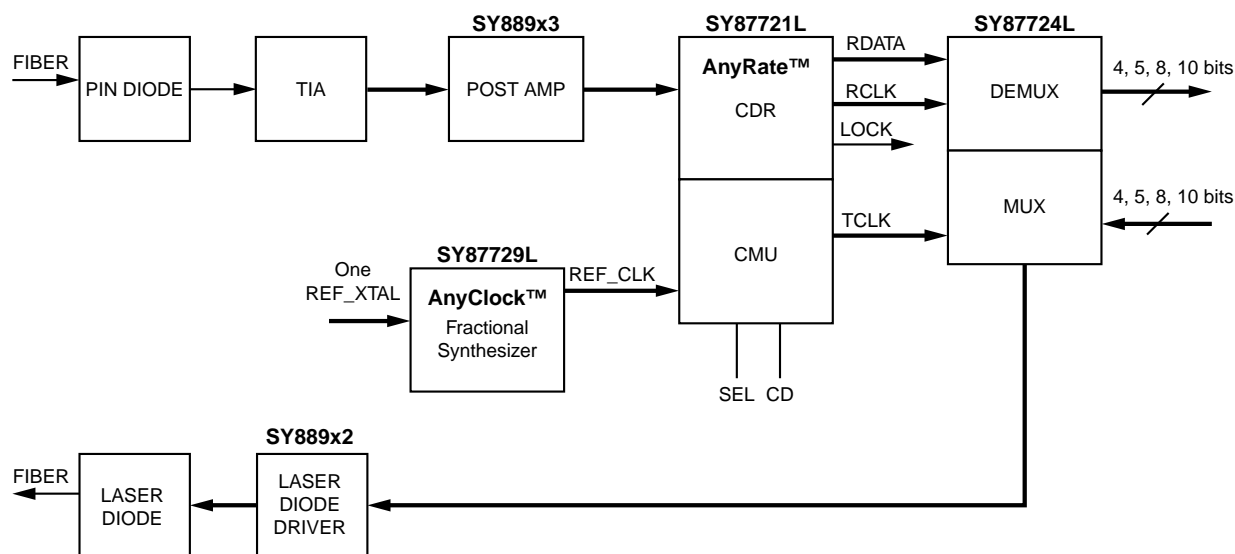 SY889x3
SY87721L
SY87724L
FIBER
PIN DIODE
TIA
POST AMP
AnyRate™
CDR
RDATA
RCLK
LOCK
DEMUX
4, 5, 8, 10 bits
CMU
TCLK
MUX
4, 5, 8, 10 bits
SY87729L
One
REF_XTAL
AnyClock™
Fractional
Synthesizer
REF_CLK
SEL
CD
SY889x2
FIBER
LASER
DIODE
LASER
DIODE
DRIVER